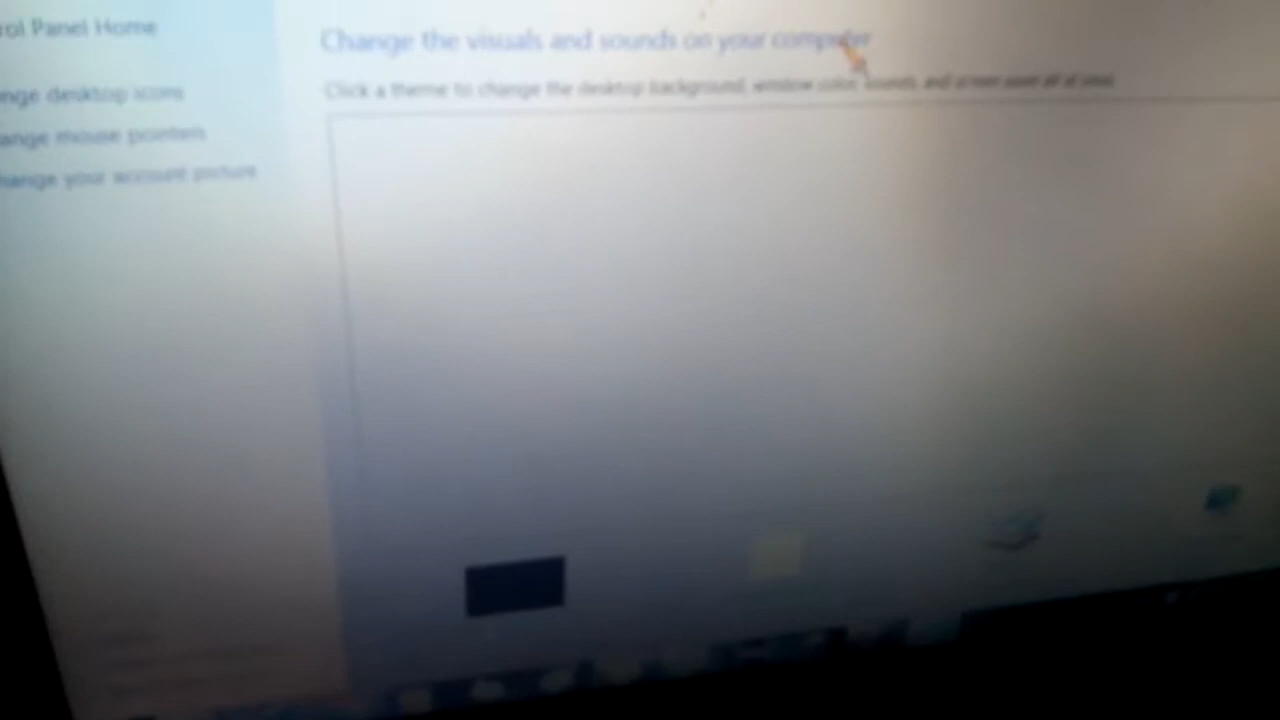 rol Panel Home
Change the visuals and sounds on your computer
Click a theme to change the desktop background, window color, sounds, and screen saver all at once.
nge desktop icons
ange mouse pointers
hange your account picture